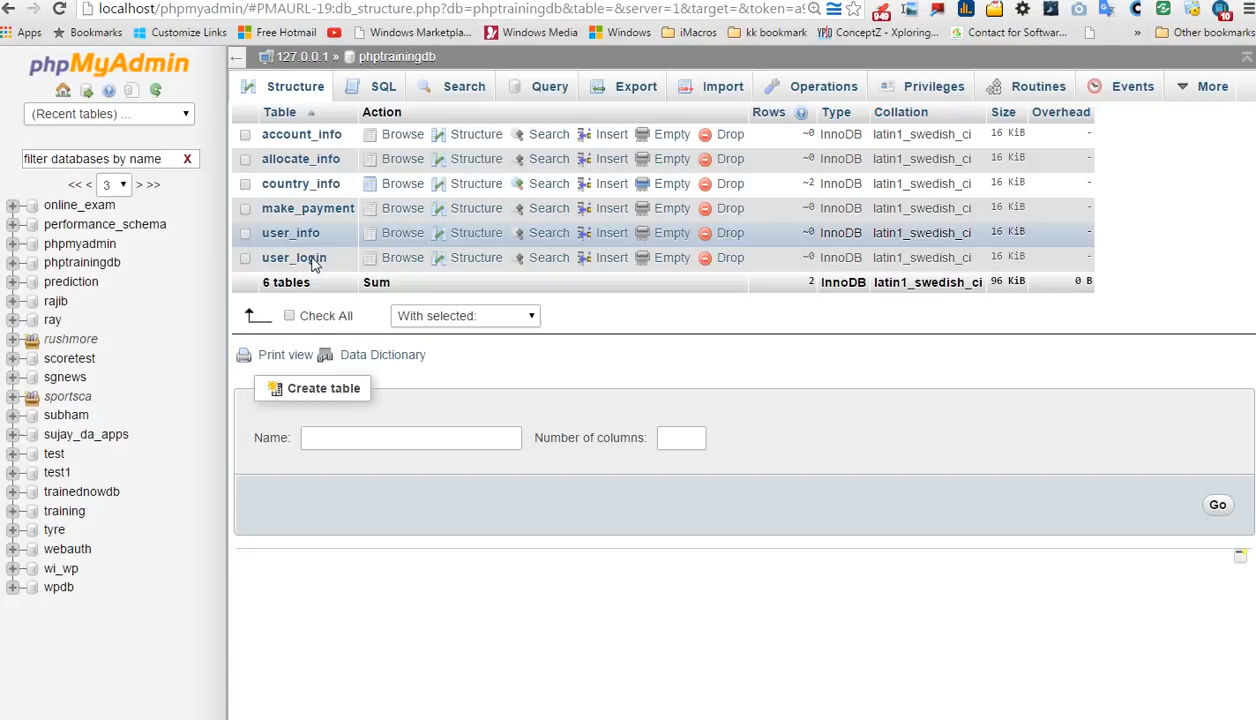 localhost/phpmyadmin/#PMAURL-19:db_structure.php?db=phptrainingdb&table=&server=1&target=&token=a9
Apps Bookmarks Customize Links Free Hotmail Windows Marketpla... Windows Media Windows iMacros kk bookmark ConceptZ - Xploring... Contact for Softwar... » Other bookmarks
phpMyAdmin
(Recent tables) ...
filter databases by name X
<< < 3 > >>
online_exam
performance_schema
phpmyadmin
phptrainingdb
prediction
rajib
ray
rushmore
scoretest
sgnews
sportsca
subham
sujay_da_apps
test
test1
trainednowdb
training
tyre
webauth
wi_wp
wpdb
127.0.0.1 » phptrainingdb
Structure SQL Search Query Export Import Operations Privileges Routines Events More
Table Action Rows Type Collation Size Overhead
account_info Browse Structure Search Insert Empty Drop ~0 InnoDB latin1_swedish_ci 16 KiB -
allocate_info Browse Structure Search Insert Empty Drop ~0 InnoDB latin1_swedish_ci 16 KiB -
country_info Browse Structure Search Insert Empty Drop ~2 InnoDB latin1_swedish_ci 16 KiB -
make_payment Browse Structure Search Insert Empty Drop ~0 InnoDB latin1_swedish_ci 16 KiB -
user_info Browse Structure Search Insert Empty Drop ~0 InnoDB latin1_swedish_ci 16 KiB -
user_login Browse Structure Search Insert Empty Drop ~0 InnoDB latin1_swedish_ci 16 KiB -
6 tables Sum 2 InnoDB latin1_swedish_ci 96 KiB 0 B
Check All With selected:
Print view Data Dictionary
Create table
Name: Number of columns:
Go